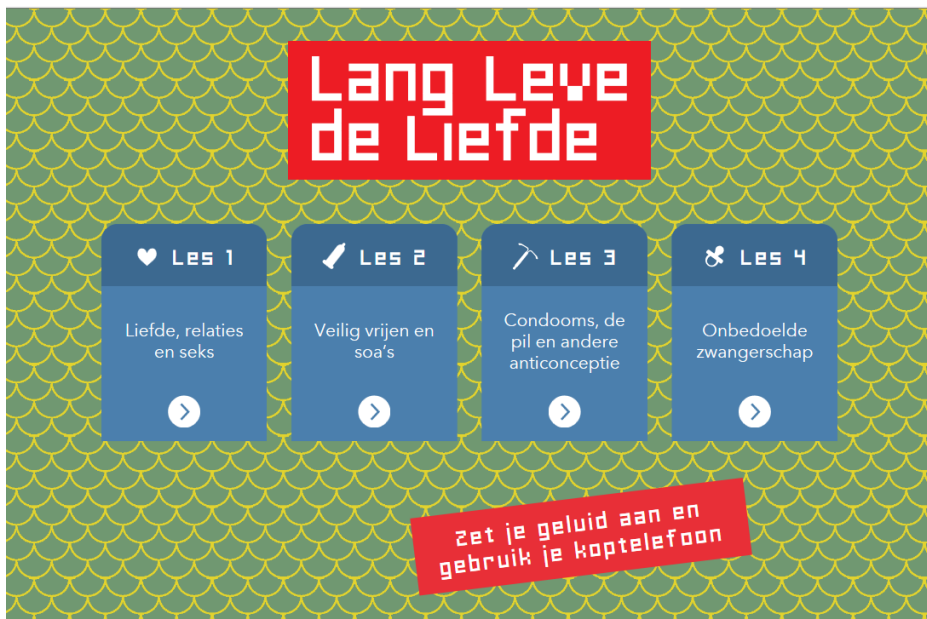 Lang Leve
de Liefde
Les 1
Liefde, relaties
en seks
Les 2
Veilig vrijen en
soa's
Les 3
Condooms, de
pil en andere
anticonceptie
Les 4
Onbedoelde
zwangerschap
Zet je geluid aan en
gebruik je koptelefoon